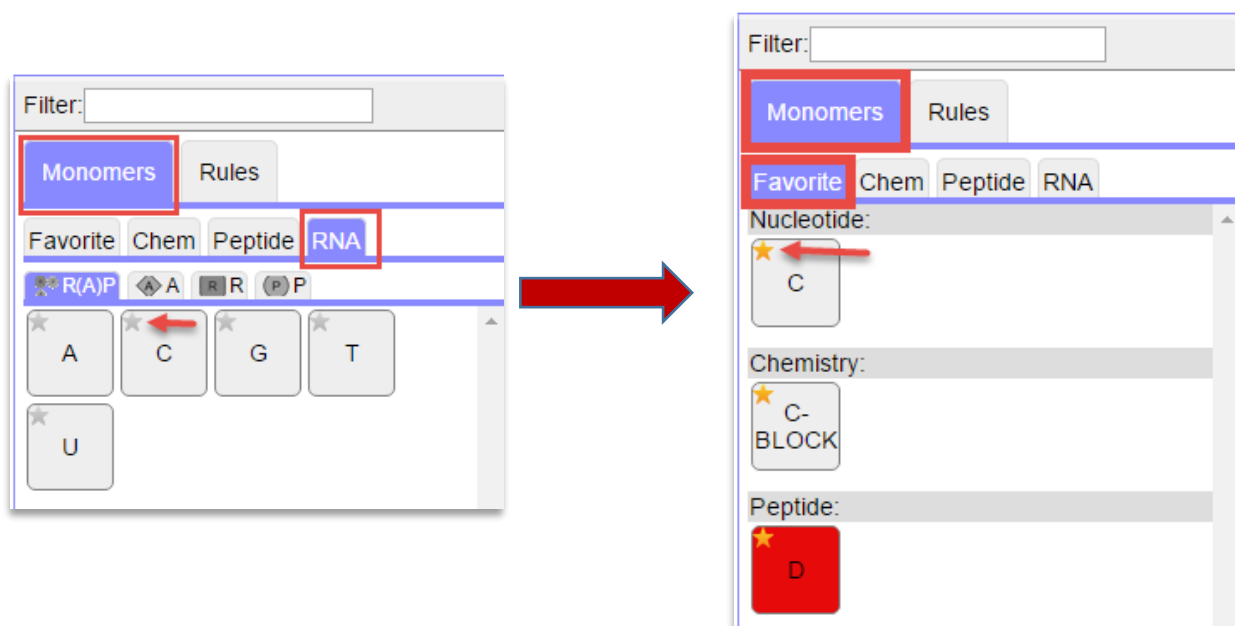 Filter:
Monomers Rules
Favorite Chem Peptide RNA
R(A)P A A R R P P
A C G T
U
Filter:
Monomers Rules
Favorite Chem Peptide RNA
Nucleotide:
C
Chemistry:
C-
BLOCK
Peptide:
D